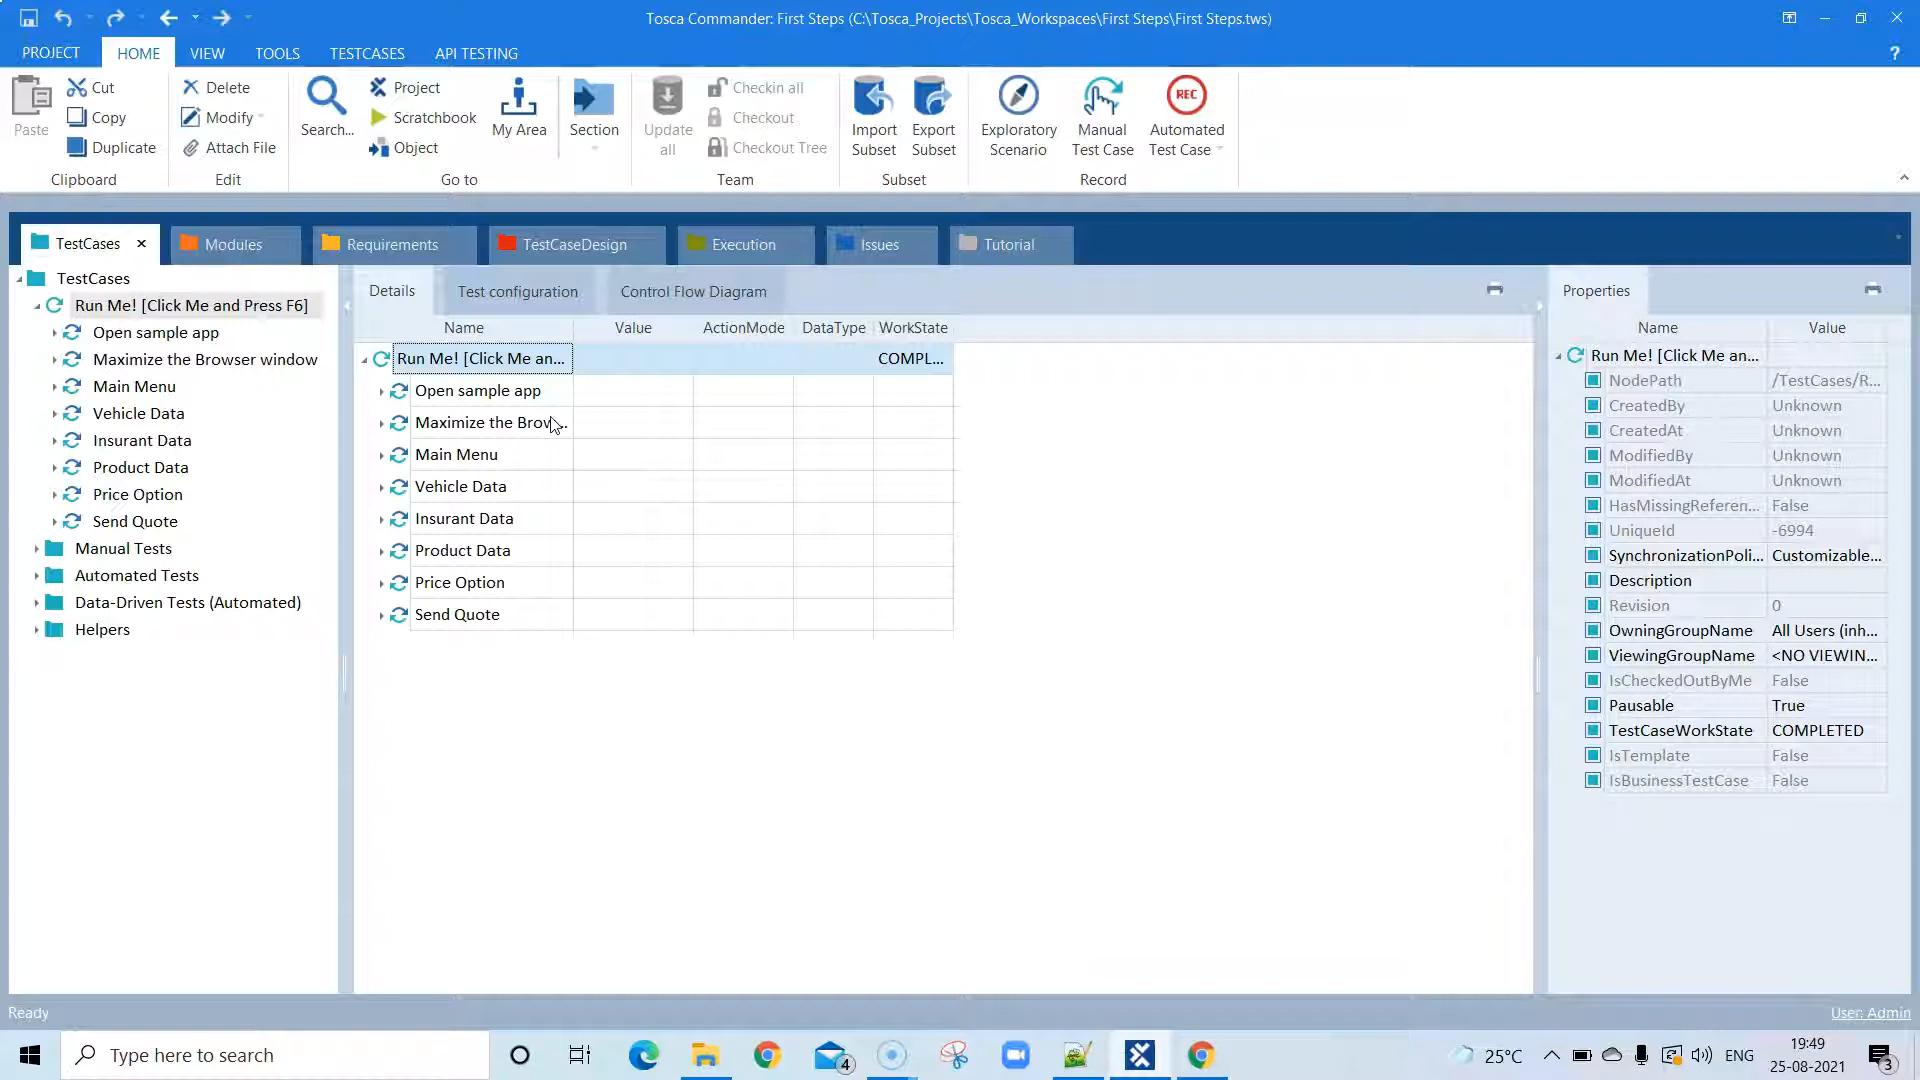 Tosca Commander: First Steps (C:\Tosca_Projects\Tosca_Workspaces\First Steps\First Steps.tws)
PROJECT HOME VIEW TOOLS TESTCASES API TESTING ?
Paste
Cut
Copy
Duplicate
Clipboard
Delete
Modify
Attach File
Edit
Search...
Project
Scratchbook
Object
My Area
Go to
Section
Update all
Checkin all
Checkout
Checkout Tree
Team
Import Subset
Export Subset
Subset
Exploratory Scenario
Manual Test Case
REC
Automated Test Case
Record
TestCases Modules Requirements TestCaseDesign Execution Issues Tutorial
TestCases
Run Me! [Click Me and Press F6]
Open sample app
Maximize the Browser window
Main Menu
Vehicle Data
Insurant Data
Product Data
Price Option
Send Quote
Manual Tests
Automated Tests
Data-Driven Tests (Automated)
Helpers
Details Test configuration Control Flow Diagram
Name Value ActionMode DataType WorkState
Run Me! [Click Me an... COMPL...
Open sample app
Maximize the Brow...
Main Menu
Vehicle Data
Insurant Data
Product Data
Price Option
Send Quote
Properties
Name Value
Run Me! [Click Me an...
NodePath /TestCases/R...
CreatedBy Unknown
CreatedAt Unknown
ModifiedBy Unknown
ModifiedAt Unknown
HasMissingReferen... False
UniqueId -6994
SynchronizationPoli... Customizable...
Description
Revision 0
OwningGroupName All Users (inh...
ViewingGroupName <NO VIEWIN...
IsCheckedOutByMe False
Pausable True
TestCaseWorkState COMPLETED
IsTemplate False
IsBusinessTestCase False
Ready
User: Admin
Type here to search
4
25°C
ENG
19:49
25-08-2021
3